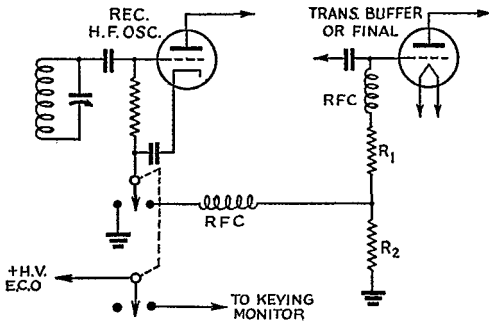 REC.
H.F. OSC.
TRANS. BUFFER
OR FINAL
RFC
R1
RFC
R2
+H.V.
E.C.O
TO KEYING
MONITOR